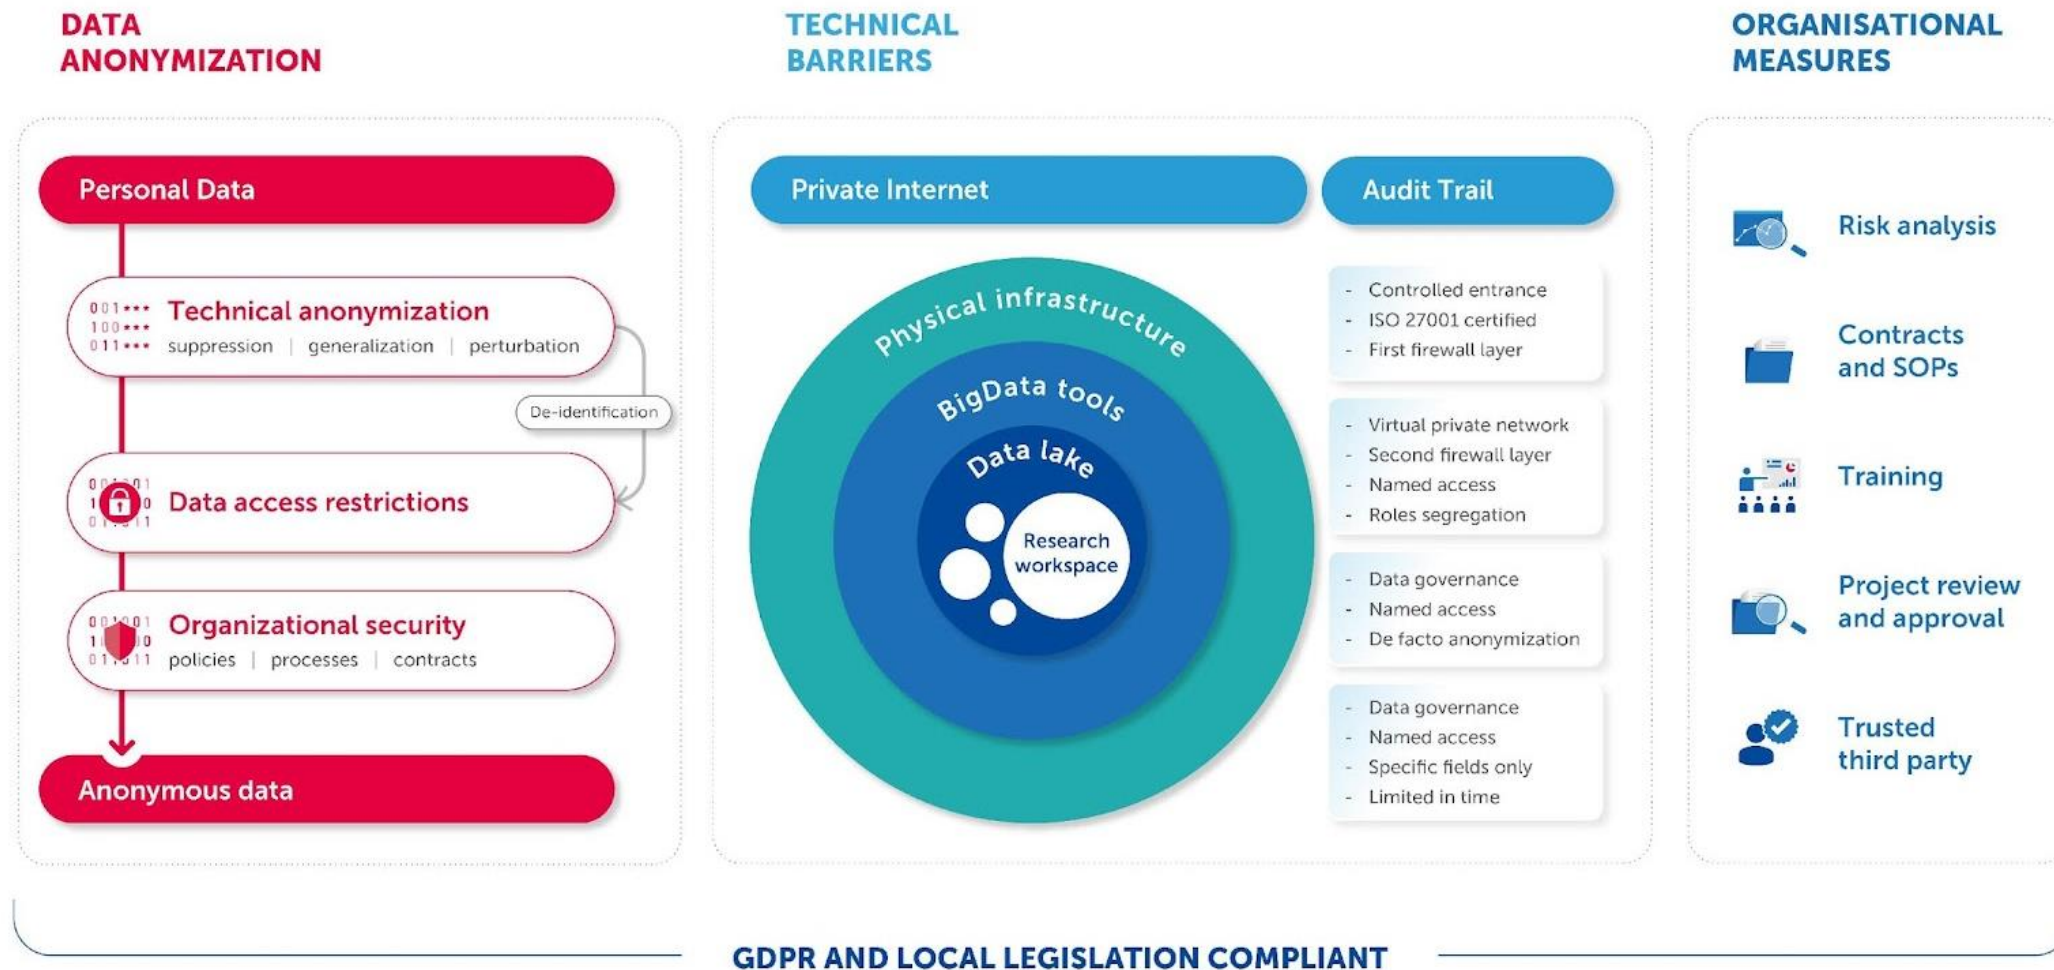 DATA
ANONYMIZATION
Personal Data
001***
100***
011***
Technical anonymization
suppression | generalization | perturbation
De-identification
Data access restrictions
Organizational security
policies | processes | contracts
Anonymous data
TECHNICAL
BARRIERS
Private Internet
Physical infrastructure
BigData tools
Data lake
Research
workspace
Audit Trail
- Controlled entrance
- ISO 27001 certified
- First firewall layer
- Virtual private network
- Second firewall layer
- Named access
- Roles segregation
- Data governance
- Named access
- De facto anonymization
- Data governance
- Named access
- Specific fields only
- Limited in time
ORGANISATIONAL
MEASURES
Risk analysis
Contracts
and SOPs
Training
Project review
and approval
Trusted
third party
GDPR AND LOCAL LEGISLATION COMPLIANT